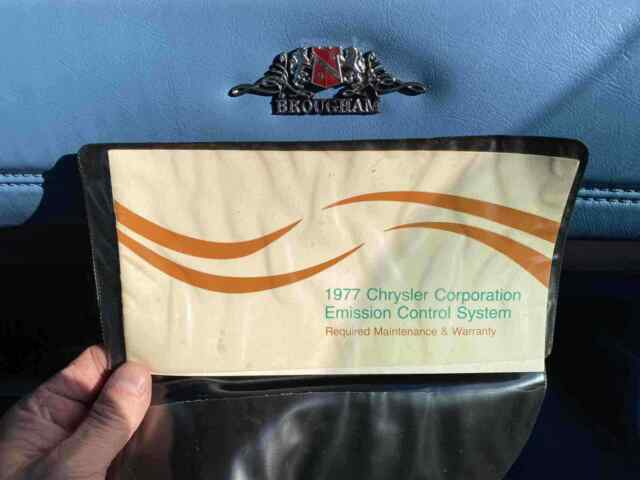 BROUGHAM
1977 Chrysler Corporation
Emission Control System
Required Maintenance & Warranty